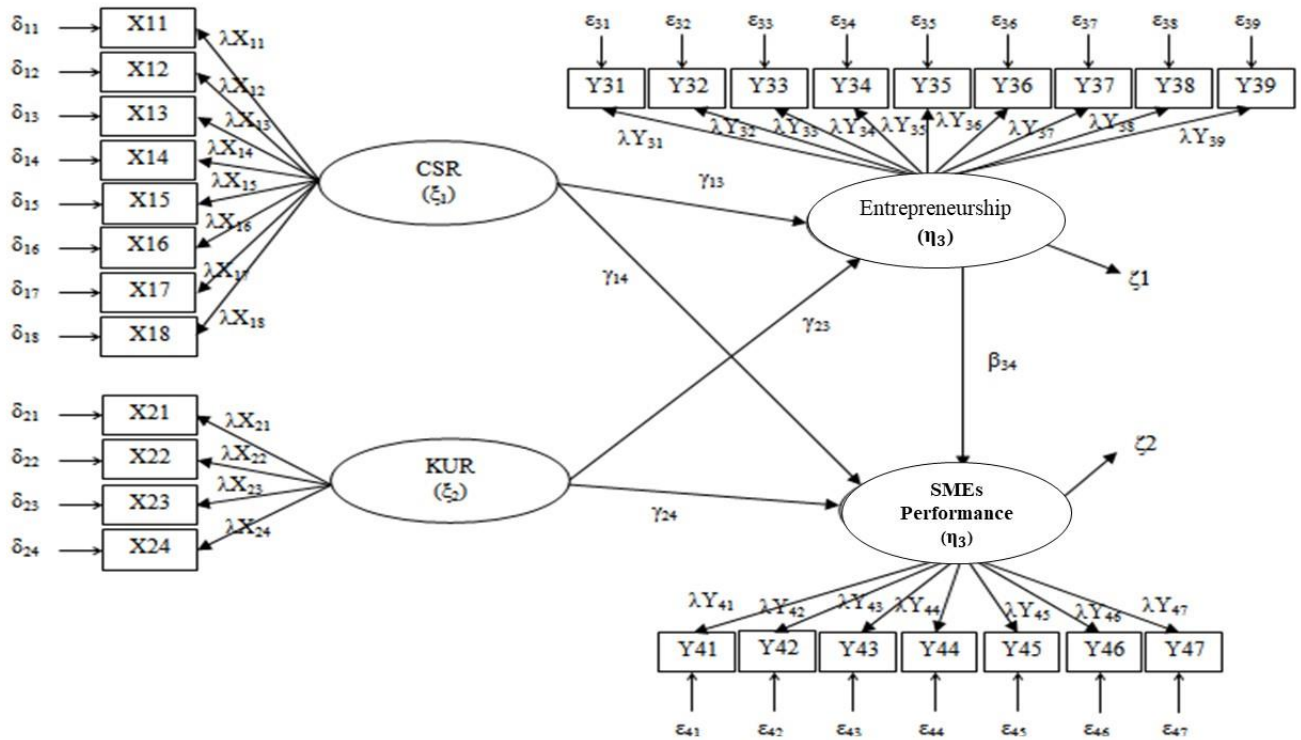 δ11 X11 λX11
δ12 X12 λX12
δ13 X13 λX13
δ14 X14 λX14
δ15 X15 λX15
δ16 X16 λX16
δ17 X17 λX17
δ18 X18 λX18
CSR
(ξ1)
δ21 X21 λX21
δ22 X22 λX22
δ23 X23 λX23
δ24 X24 λX24
KUR
(ξ2)
γ13
γ14
γ23
γ24
ε31 ε32 ε33 ε34 ε35 ε36 ε37 ε38 ε39
Y31 Y32 Y33 Y34 Y35 Y36 Y37 Y38 Y39
λY31 λY32 λY33 λY34 λY35 λY36 λY37 λY38 λY39
Entrepreneurship
(η3)
ζ1
β34
ζ2
SMEs
Performance
(η3)
λY41 λY42 λY43 λY44 λY45 λY46 λY47
Y41 Y42 Y43 Y44 Y45 Y46 Y47
ε41 ε42 ε43 ε44 ε45 ε46 ε47